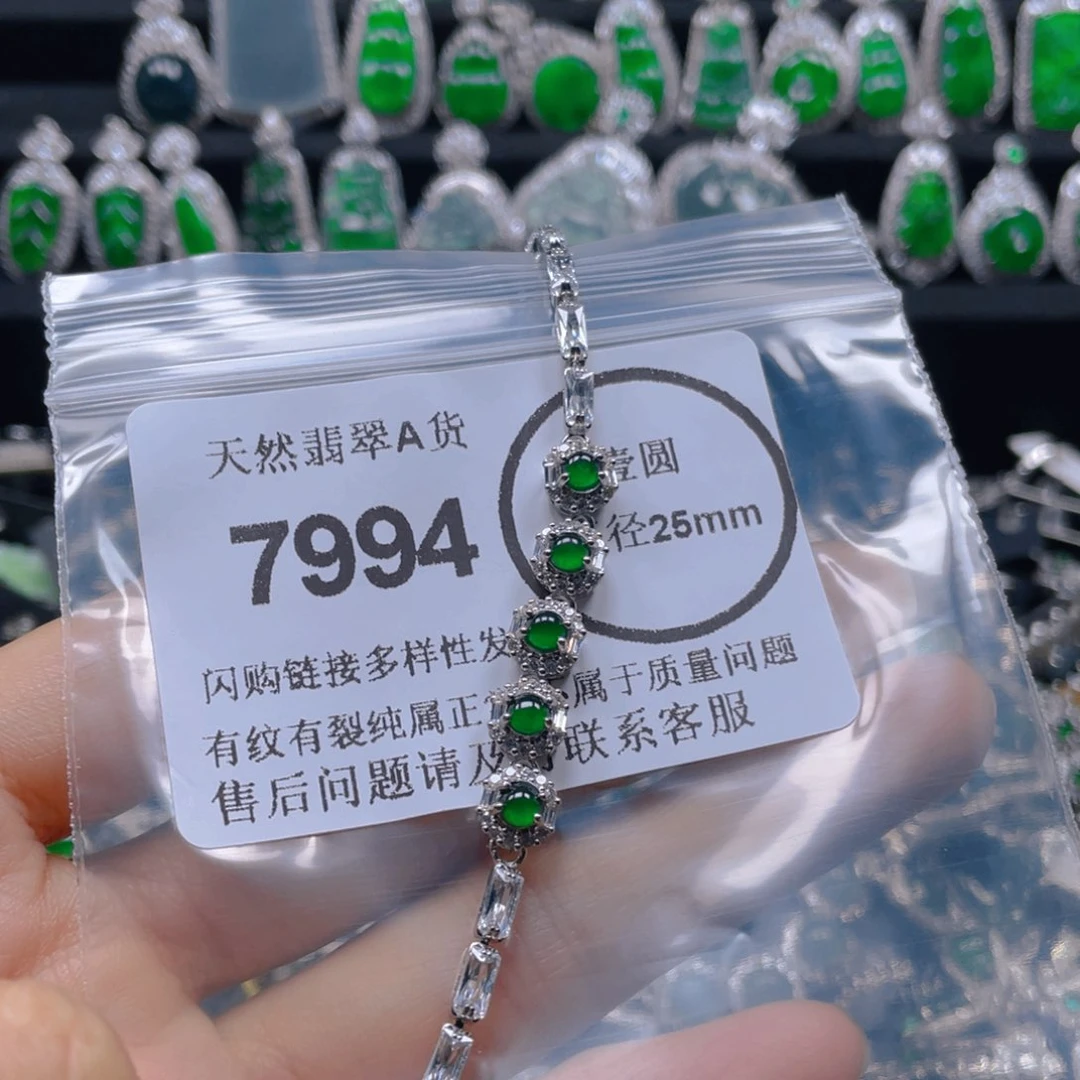 天然翡翠A货
7994
壹圆
径25mm
闪购链接多样性发
有纹有裂纯属正 属于质量问题
售后问题请及 联系客服